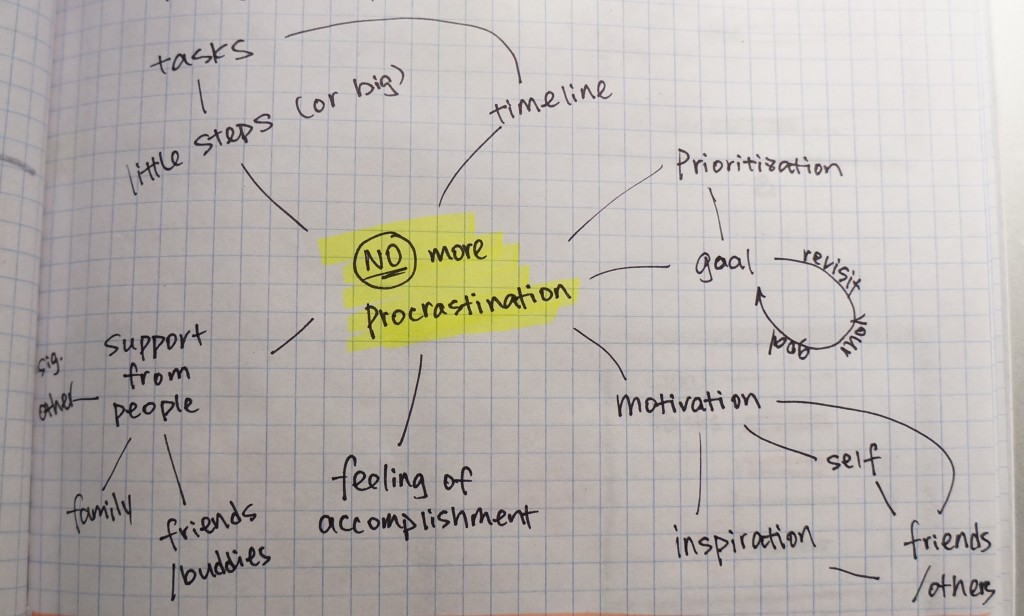 tasks
little steps (or big)
timeline
Prioritization
goal
revisit your goal
NO more
Procrastination
support
from
people
sig.
other
family
friends
/buddies
feeling of
accomplishment
motivation
self
inspiration
friends
/others